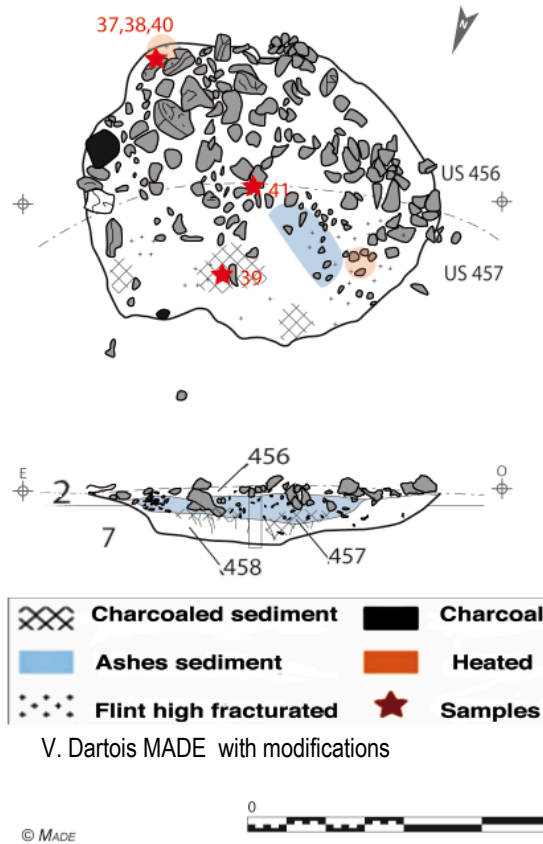 37,38,40
N
US 456
41
US 457
39
E
O
456
2
7
457
458
Charcoaled sediment
Charcoal
Ashes sediment
Heated
Flint high fracturated
Samples
V. Dartois MADE with modifications
0
© MADE